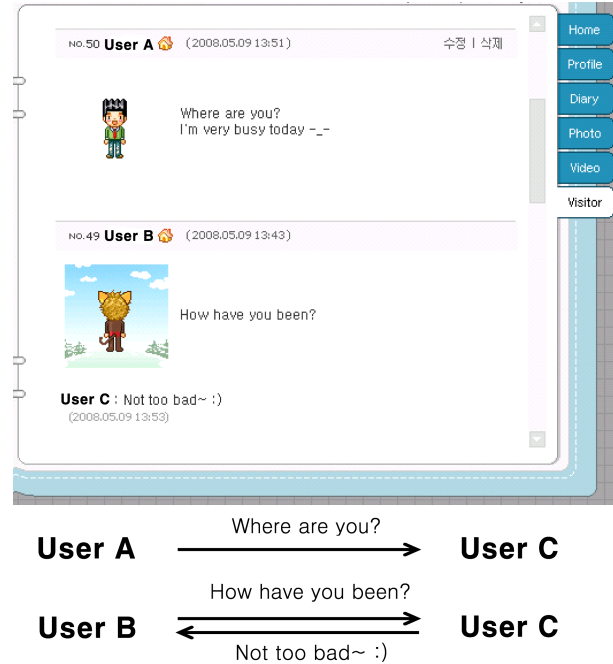 Home
NO.50 User A (2008.05.09 13:51) 수정 | 삭제
Profile
Diary
Where are you?
I'm very busy today -_-
Photo
Video
Visitor
NO.49 User B (2008.05.09 13:43)
How have you been?
User C : Not too bad~ :)
(2008.05.09 13:53)
Where are you?
User A User C
How have you been?
User B User C
Not too bad~ :)